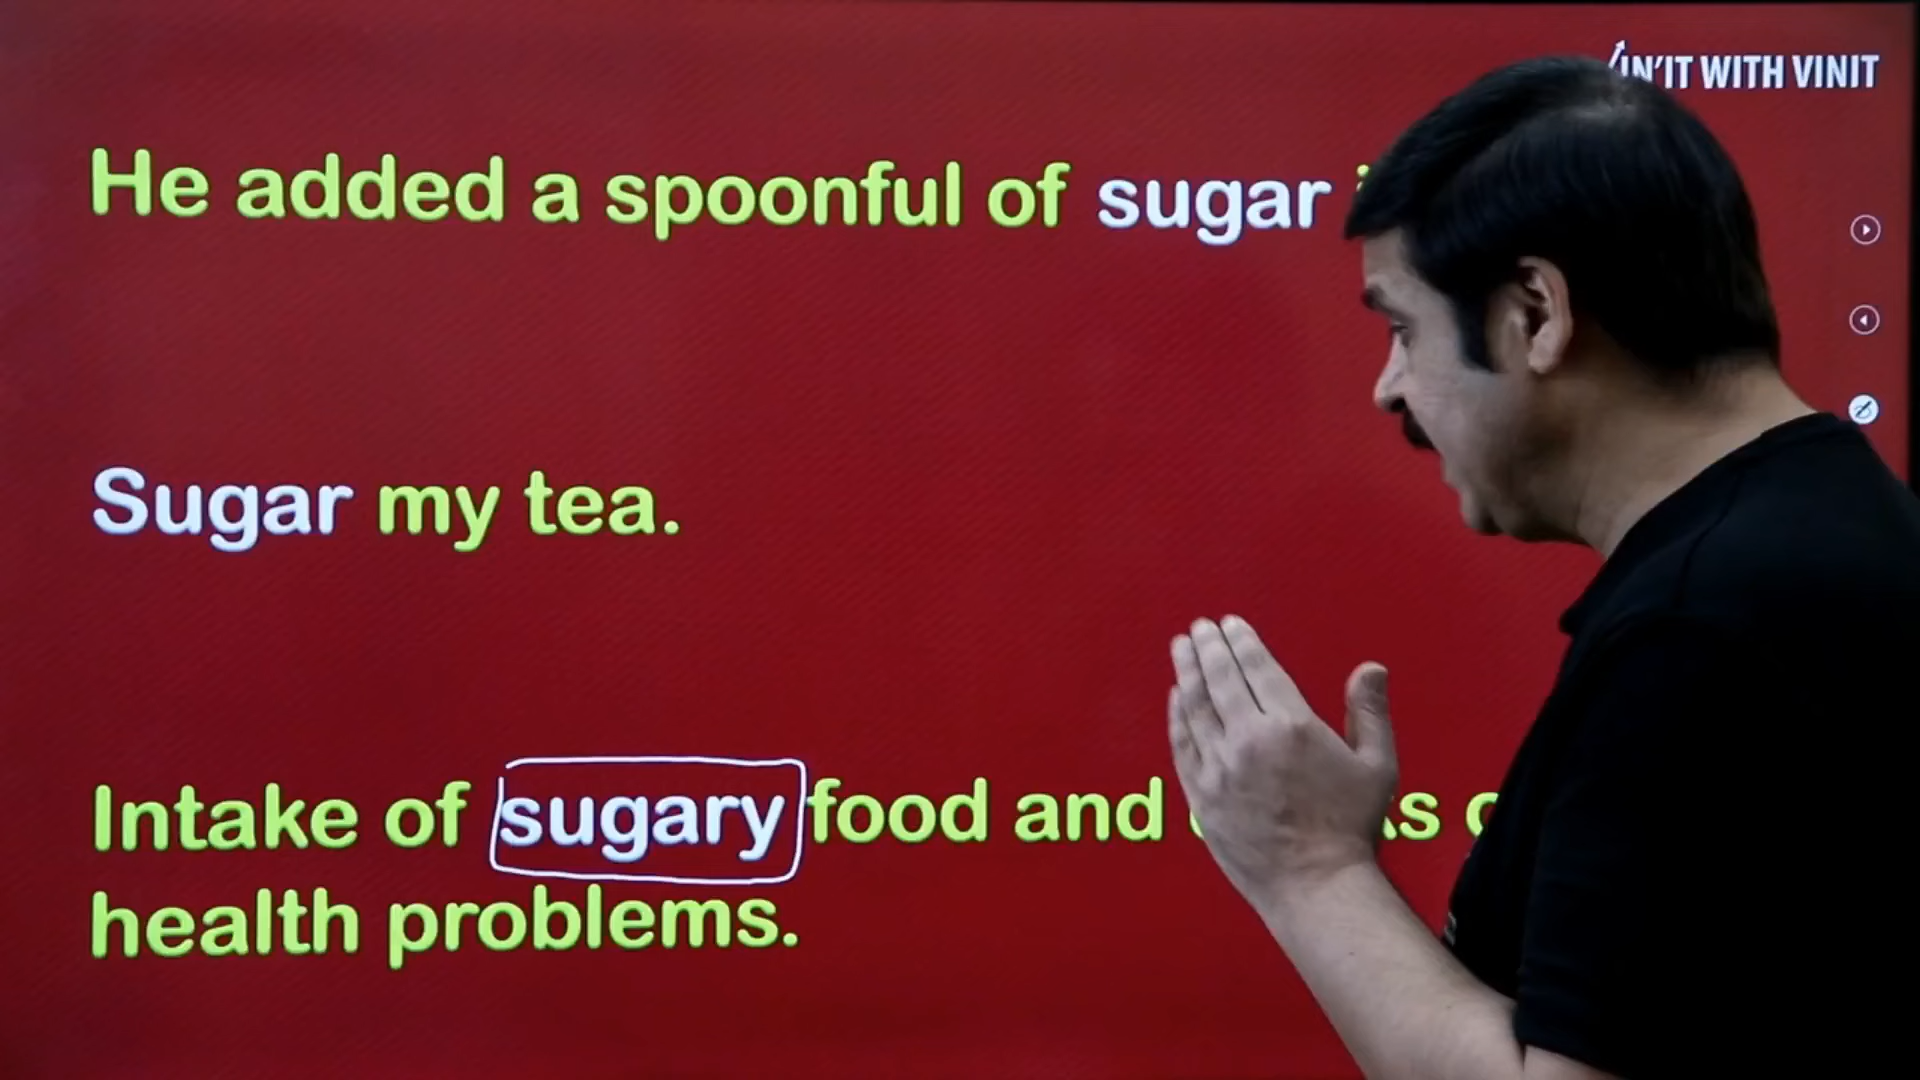 IN'IT WITH VINIT
He added a spoonful of sugar
Sugar my tea.
Intake of sugary food and
health problems.